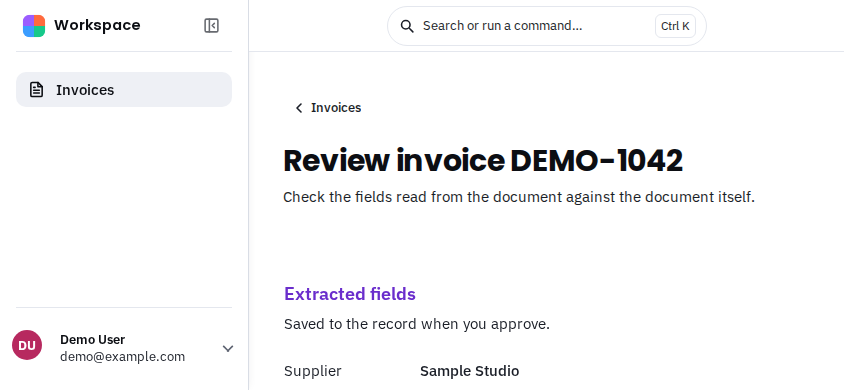 Workspace
Search or run a command...
Ctrl K
Invoices
Invoices
Review invoice DEMO-1042
Check the fields read from the document against the document itself.
Extracted fields
Saved to the record when you approve.
Supplier Sample Studio
DU
Demo User
demo@example.com